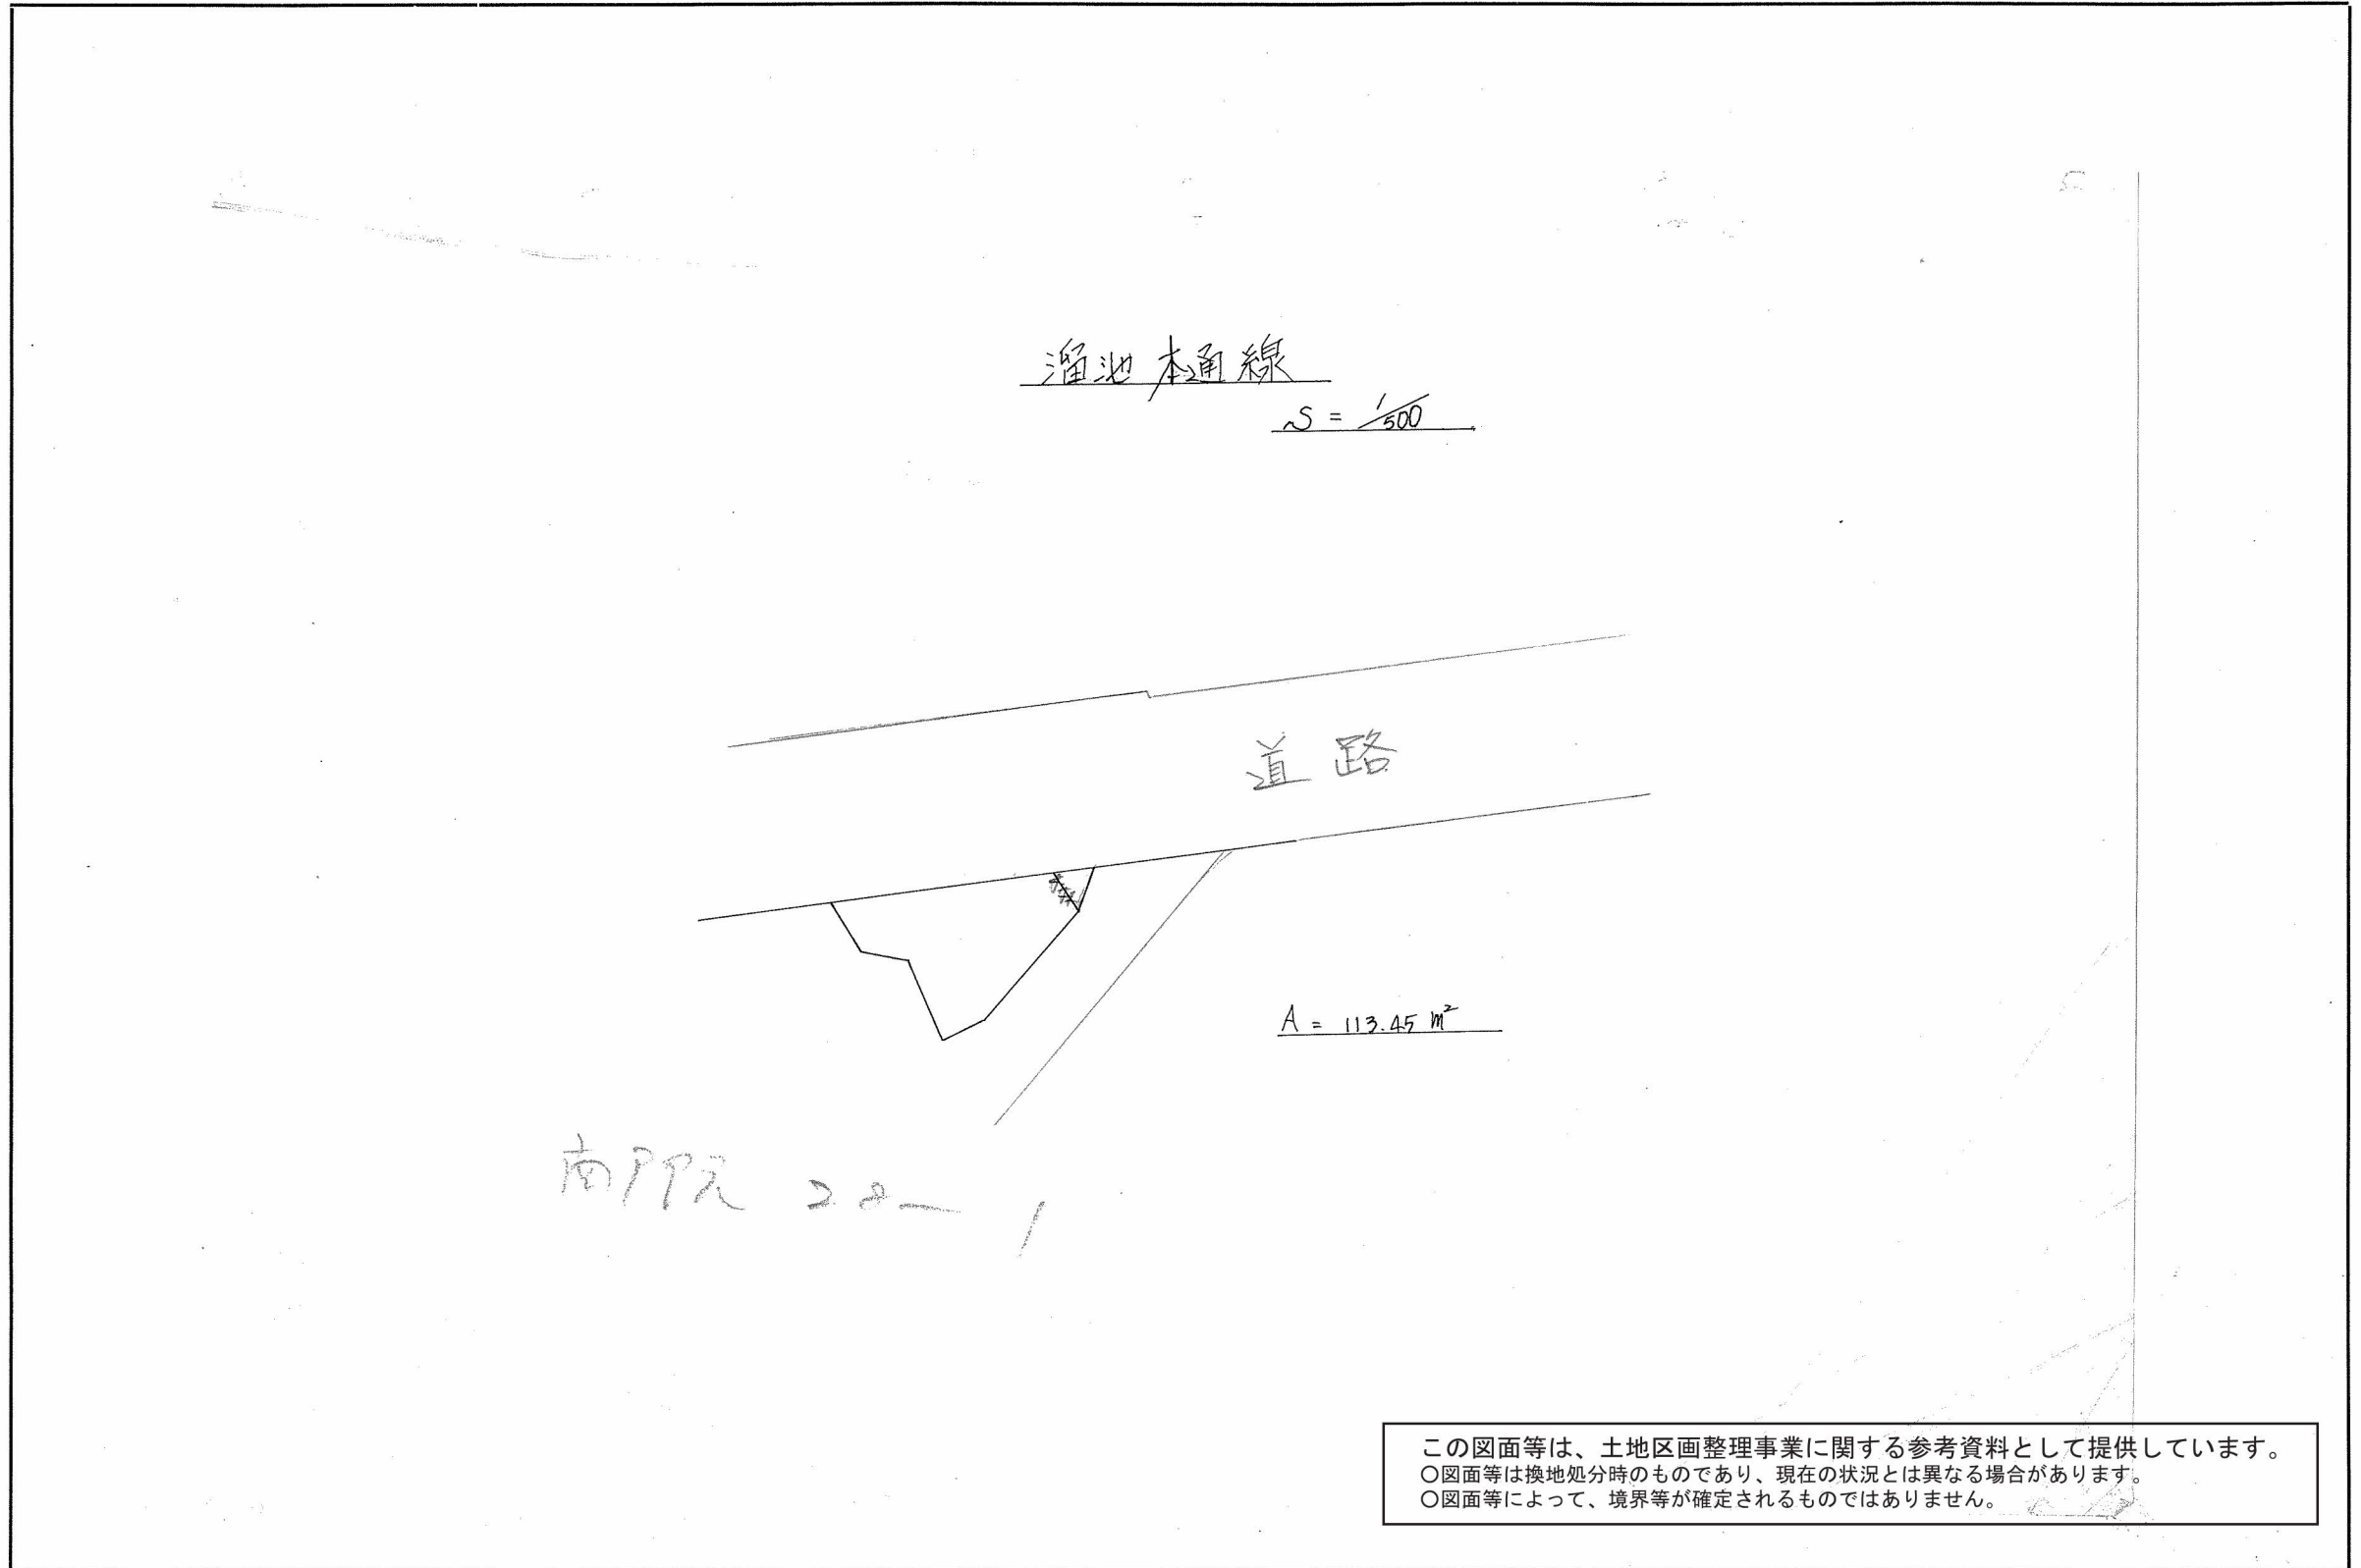 溜池本通線
S = 1/500
道路
A = 113.45 m²
28-1
この図面等は、土地区画整理事業に関する参考資料として提供しています。
○図面等は換地処分時のものであり、現在の状況とは異なる場合があります。
○図面等によって、境界等が確定されるものではありません。